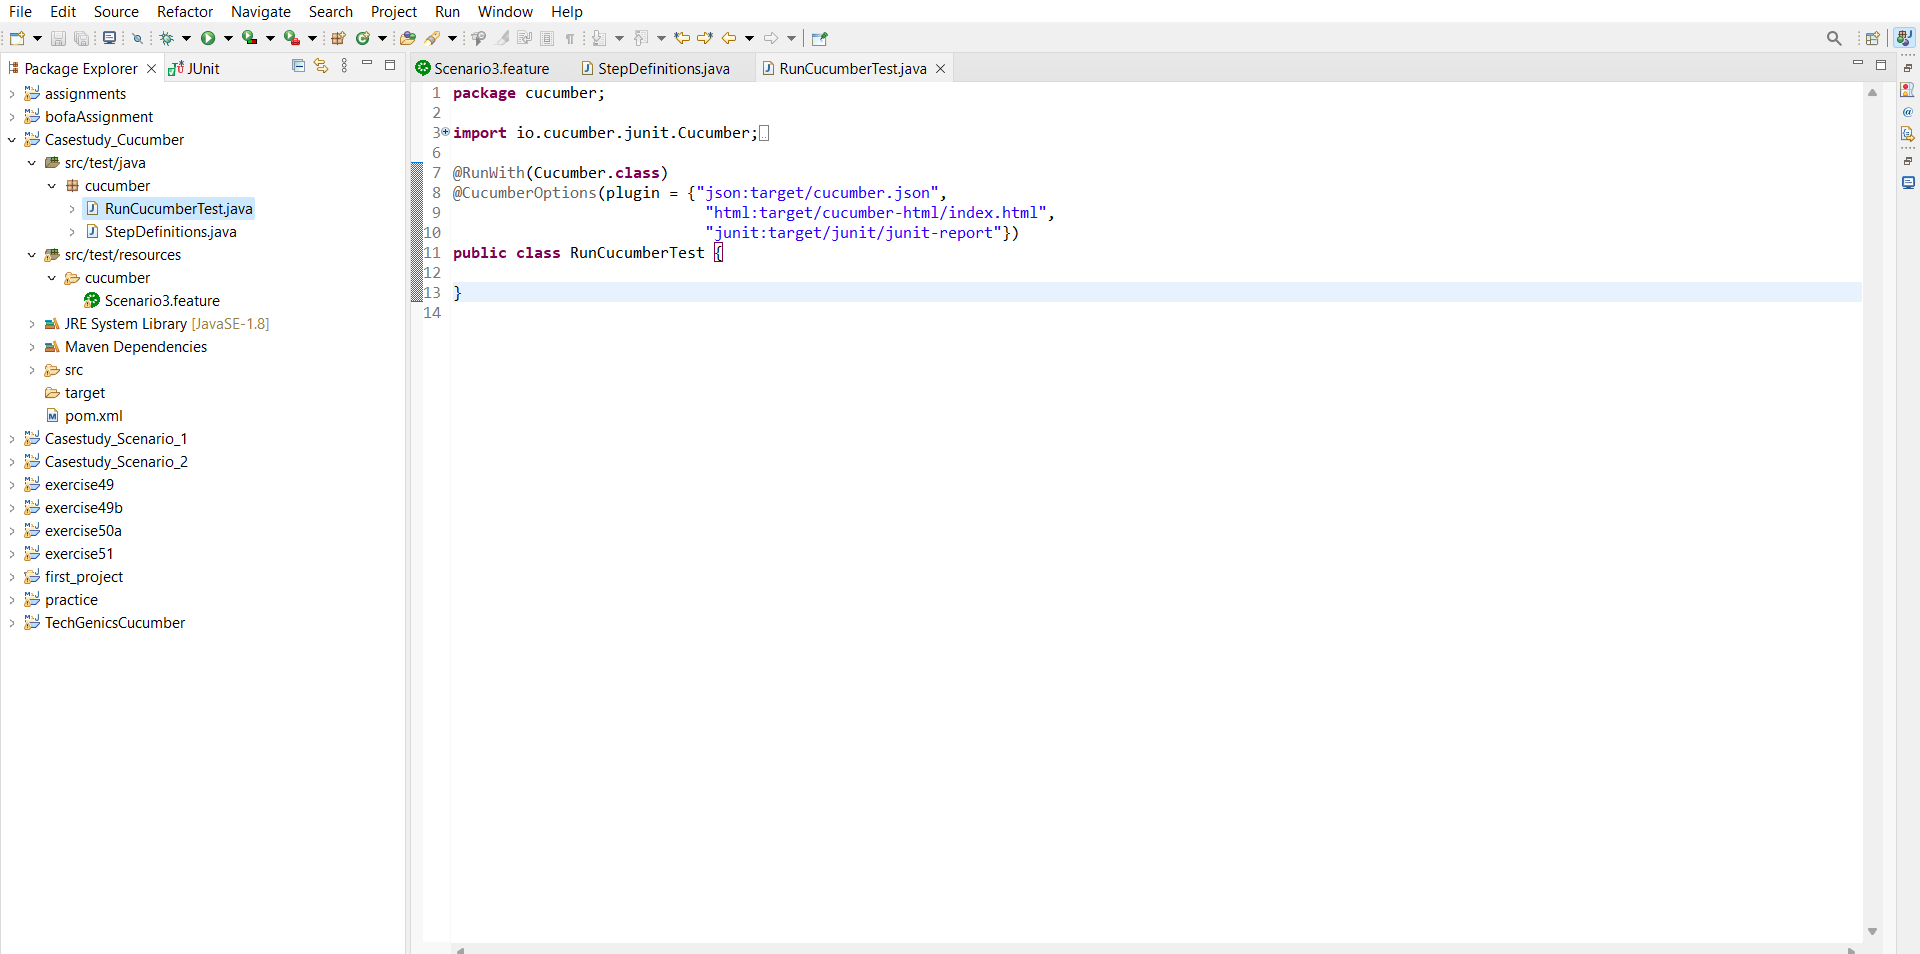 File Edit Source Refactor Navigate Search Project Run Window Help
Package Explorer JUnit
Scenario3.feature StepDefinitions.java RunCucumberTest.java
assignments
bofaAssignment
Casestudy_Cucumber
src/test/java
cucumber
RunCucumberTest.java
StepDefinitions.java
src/test/resources
cucumber
Scenario3.feature
JRE System Library [JavaSE-1.8]
Maven Dependencies
src
target
pom.xml
Casestudy_Scenario_1
Casestudy_Scenario_2
exercise49
exercise49b
exercise50a
exercise51
first_project
practice
TechGenicsCucumber
1 package cucumber;
2
3 import io.cucumber.junit.Cucumber;
6
7 @RunWith(Cucumber.class)
8 @CucumberOptions(plugin = {"json:target/cucumber.json",
9 "html:target/cucumber-html/index.html",
10 "junit:target/junit/junit-report"})
11 public class RunCucumberTest {
12
13 }
14